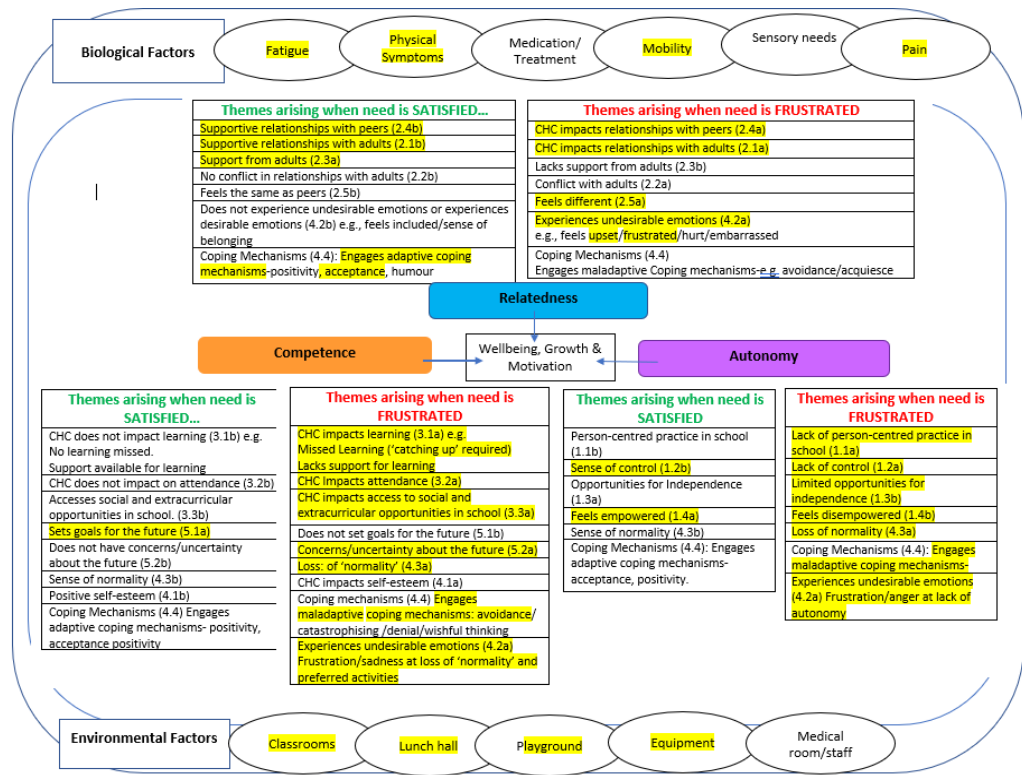 Biological Factors
Fatigue
Physical
Symptoms
Medication/
Treatment
Mobility
Sensory needs
Pain
Themes arising when need is SATISFIED...
Supportive relationships with peers (2.4b)
Supportive relationships with adults (2.1b)
Support from adults (2.3a)
No conflict in relationships with adults (2.2b)
Feels the same as peers (2.5b)
Does not experience undesirable emotions or experiences
desirable emotions (4.2b) e.g., feels included/sense of
belonging
Coping Mechanisms (4.4): Engages adaptive coping
mechanisms-positivity, acceptance, humour
Themes arising when need is FRUSTRATED
CHC impacts relationships with peers (2.4a)
CHC impacts relationships with adults (2.1a)
Lacks support from adults (2.3b)
Conflict with adults (2.2a)
Feels different (2.5a)
Experiences undesirable emotions (4.2a)
e.g., feels upset/frustrated/hurt/embarrassed
Coping Mechanisms (4.4)
Engages maladaptive Coping mechanisms-e.g. avoidance/acquiesce
Relatedness
Competence
Wellbeing, Growth &
Motivation
Autonomy
Themes arising when need is
SATISFIED...
CHC does not impact learning (3.1b) e.g.
No learning missed.
Support available for learning
CHC does not impact on attendance (3.2b)
Accesses social and extracurricular
opportunities in school. (3.3b)
Sets goals for the future (5.1a)
Does not have concerns/uncertainty
about the future (5.2b)
Sense of normality (4.3b)
Positive self-esteem (4.1b)
Coping Mechanisms (4.4) Engages
adaptive coping mechanisms- positivity,
acceptance positivity
Themes arising when need is
FRUSTRATED
CHC impacts learning (3.1a) e.g.
Missed Learning ('catching up' required)
Lacks support for learning
CHC Impacts attendance (3.2a)
CHC impacts access to social and
extracurricular opportunities in school (3.3a)
Does not set goals for the future (5.1b)
Concerns/uncertainty about the future (5.2a)
Loss: of 'normality' (4.3a)
CHC impacts self-esteem (4.1a)
Coping mechanisms (4.4) Engages
maladaptive coping mechanisms: avoidance/
catastrophising /denial/wishful thinking
Experiences undesirable emotions (4.2a)
Frustration/sadness at loss of 'normality' and
preferred activities
Themes arising when need is
SATISFIED
Person-centred practice in school
(1.1b)
Sense of control (1.2b)
Opportunities for Independence
(1.3a)
Feels empowered (1.4a)
Sense of normality (4.3b)
Coping Mechanisms (4.4): Engages
adaptive coping mechanisms-
acceptance, positivity.
Themes arising when need is
FRUSTRATED
Lack of person-centred practice in
school (1.1a)
Lack of control (1.2a)
Limited opportunities for
independence (1.3b)
Feels disempowered (1.4b)
Loss of normality (4.3a)
Coping Mechanisms (4.4): Engages
maladaptive coping mechanisms-
Experiences undesirable emotions
(4.2a) Frustration/anger at lack of
autonomy
Environmental Factors
Classrooms
Lunch hall
Playground
Equipment
Medical
room/staff